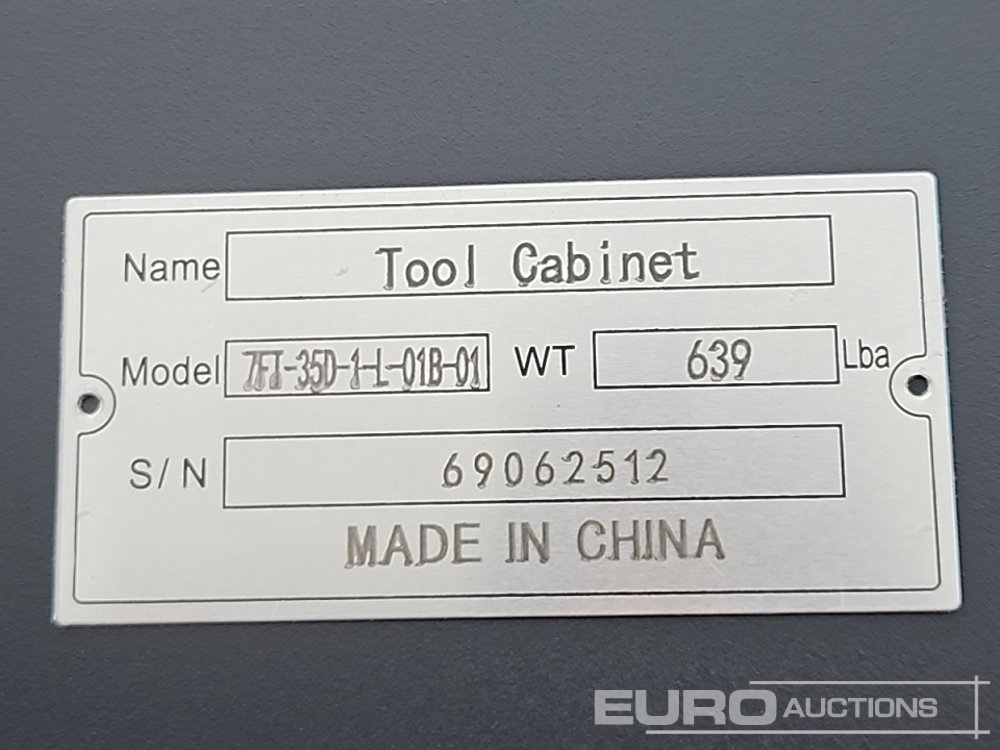 Name Tool Cabinet
Model 7FT-35D-1-L-01B-01 WT 639 Lba
S/N 69062512
MADE IN CHINA
EURO AUCTIONS